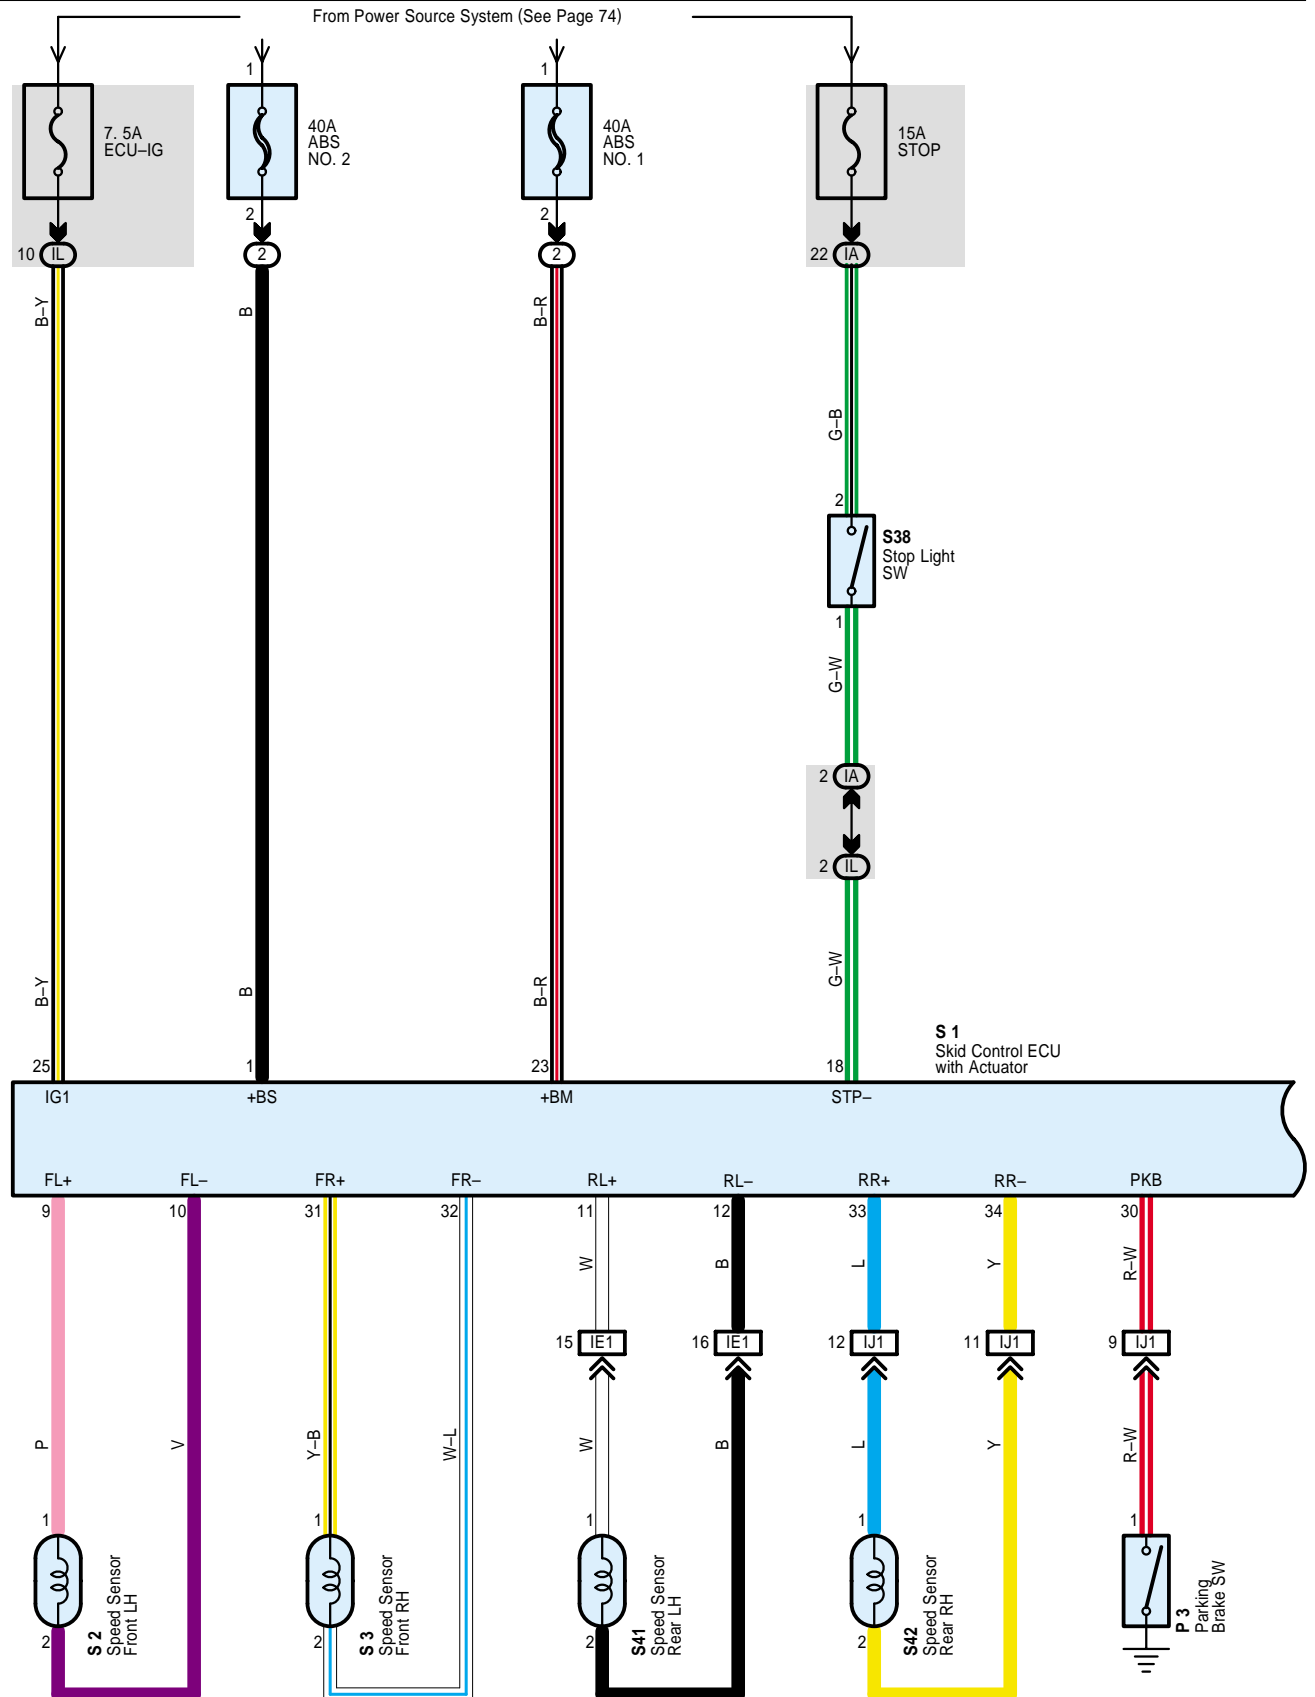 From Power Source System (See Page 74)
1
1
7. 5A
ECU–IG
40A
ABS
NO. 2
40A
ABS
NO. 1
15A
STOP
2
2
10 IL
2
2
22 IA
B–Y
B
B–R
G–B
2
S38
Stop Light
SW
1
G–W
2 IA
2 IL
B–Y
B
B–R
G–W
S 1
Skid Control ECU
with Actuator
25
1
23
18
IG1
+BS
+BM
STP–
FL+
FL–
FR+
FR–
RL+
RL–
RR+
RR–
PKB
9
10
31
32
11
12
33
34
30
W
B
L
Y
R–W
15 IE1
16 IE1
12 IJ1
11 IJ1
9 IJ1
P
V
Y–B
W–L
W
B
L
Y
R–W
1
1
1
1
1
S 2
Speed Sensor
Front LH
S 3
Speed Sensor
Front RH
S41
Speed Sensor
Rear LH
S42
Speed Sensor
Rear RH
P 3
Parking
Brake SW
2
2
2
2